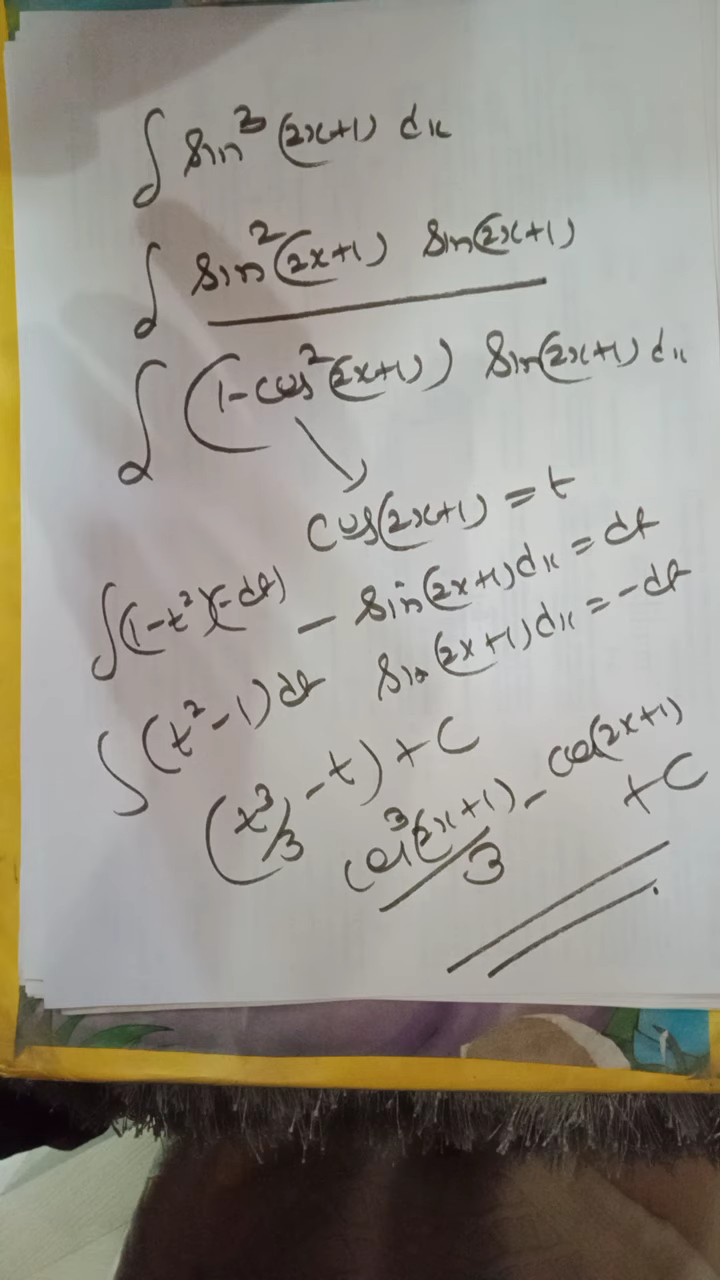 ∫ sin³ (2x+1) dx
∫ sin²(2x+1) sin(2x+1)
∫ (1-cos²(2x+1)) sin(2x+1) dx
cos(2x+1) = t
∫(1-t²)(-dt) - sin(2x+1)dx = dt
∫(t²-1)dt sin(2x+1)dx = -dt
(t³/3 - t) + C
cos³(2x+1)/3 - cos(2x+1) + C